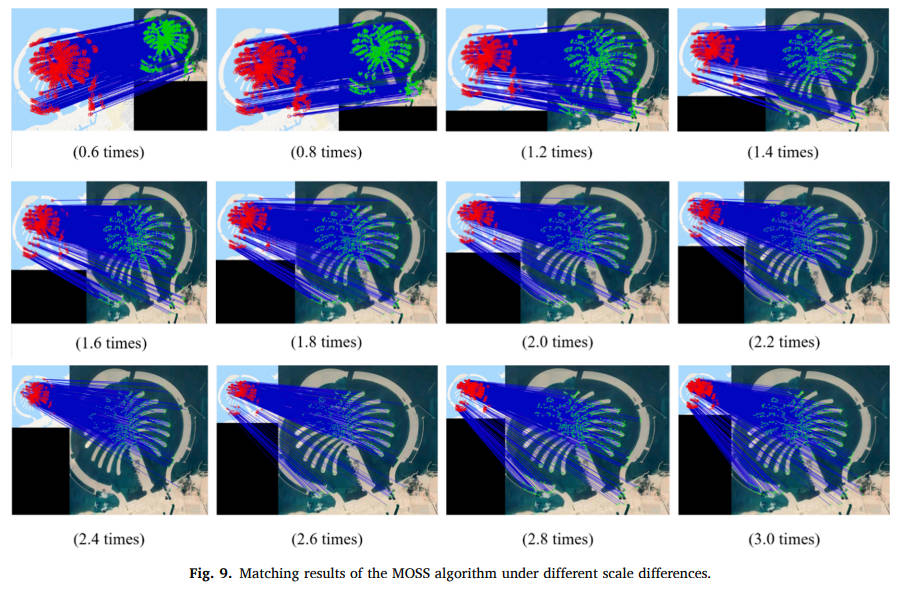 (0.6 times) (0.8 times) (1.2 times) (1.4 times)
(1.6 times) (1.8 times) (2.0 times) (2.2 times)
(2.4 times) (2.6 times) (2.8 times) (3.0 times)
Fig. 9. Matching results of the MOSS algorithm under different scale differences.